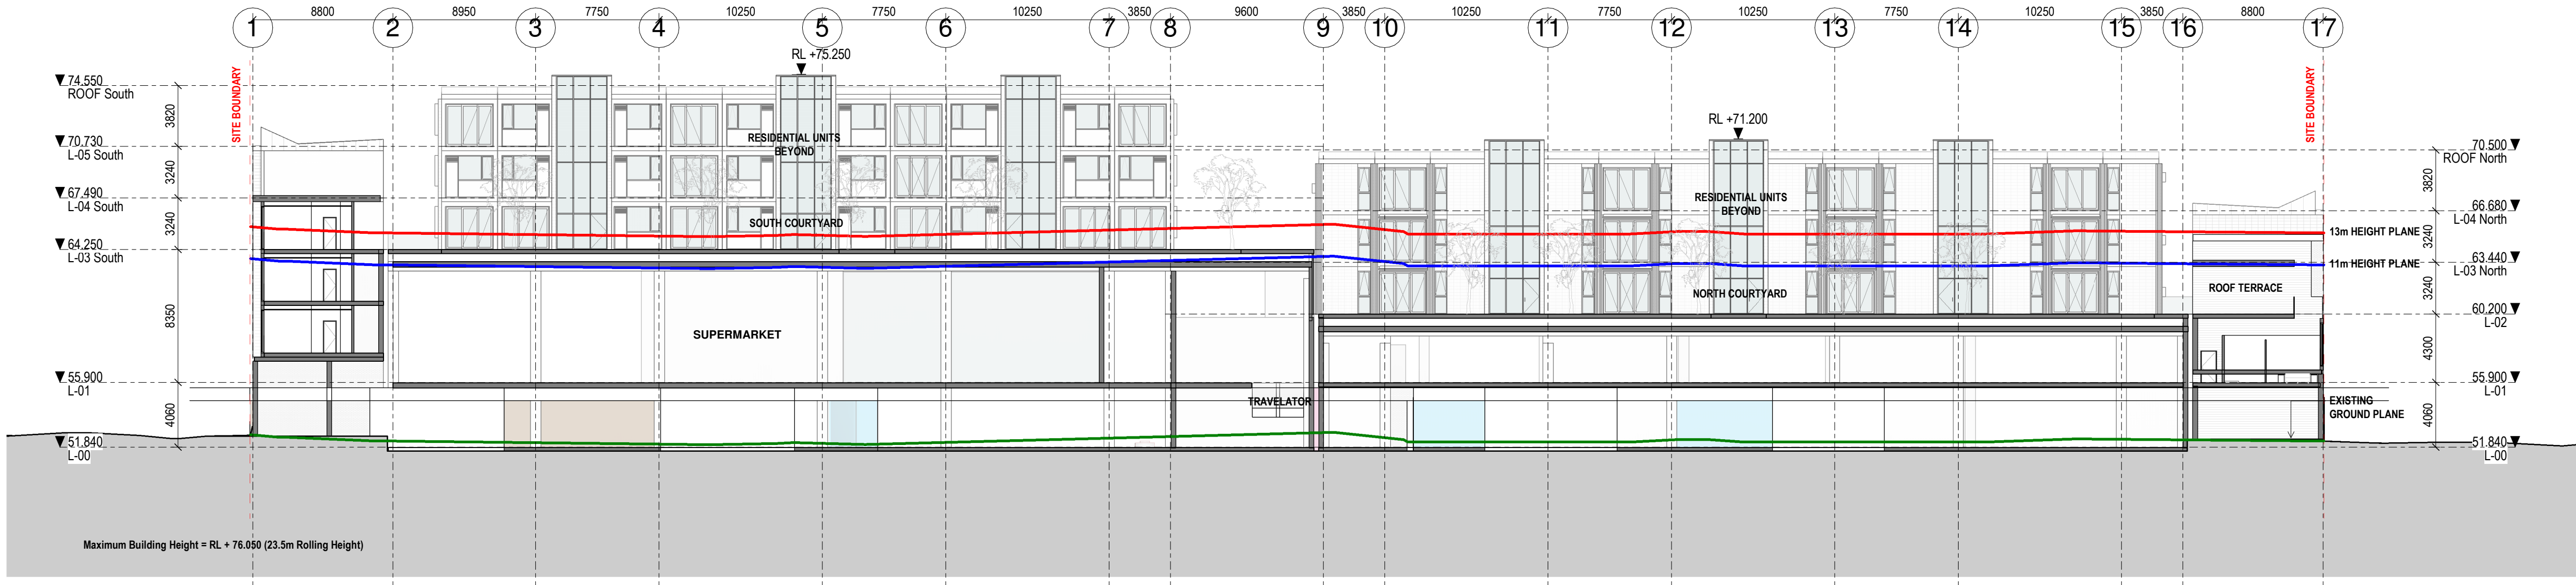 8800 8950 7750 10250 7750 10250 3850 9600 3850 10250 7750 10250 7750 10250 3850 8800
1 2 3 4 5 6 7 8 9 10 11 12 13 14 15 16 17
RL +75.250
SITE BOUNDARY
SITE BOUNDARY
74.550
ROOF South
3820
70.730
L-05 South
3240
67.490
L-04 South
3240
64.250
L-03 South
8350
55.900
L-01
4060
51.840
L-00
RESIDENTIAL UNITS
BEYOND
SOUTH COURTYARD
SUPERMARKET
TRAVELATOR
RL +71.200
RESIDENTIAL UNITS
BEYOND
NORTH COURTYARD
ROOF TERRACE
13m HEIGHT PLANE
11m HEIGHT PLANE
EXISTING
GROUND PLANE
70.500
ROOF North
3820
66.680
L-04 North
3240
63.440
L-03 North
3240
60.200
L-02
4300
55.900
L-01
4060
51.840
L-00
Maximum Building Height = RL + 76.050 (23.5m Rolling Height)